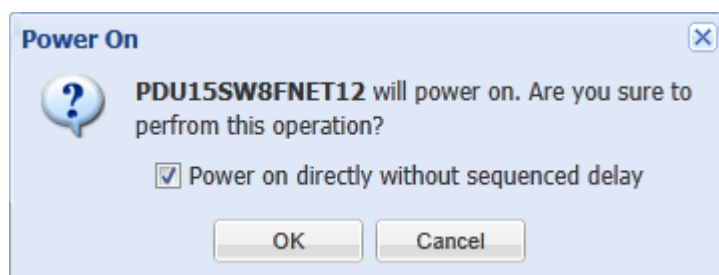 Power On
PDU15SW8FNET12 will power on. Are you sure to
perfrom this operation?
Power on directly without sequenced delay
OK Cancel